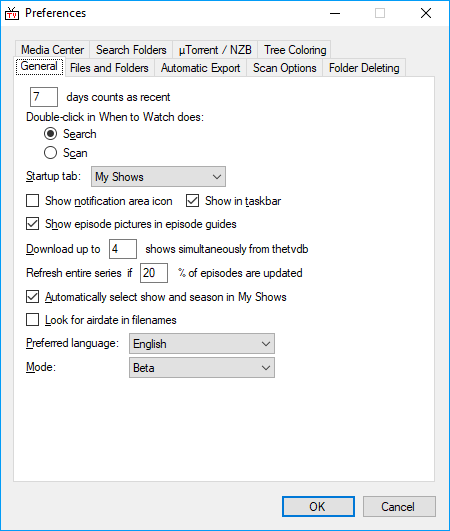 Preferences
Media Center Search Folders µTorrent / NZB Tree Coloring
General Files and Folders Automatic Export Scan Options Folder Deleting
7 days counts as recent
Double-click in When to Watch does:
Search
Scan
Startup tab: My Shows
Show notification area icon Show in taskbar
Show episode pictures in episode guides
Download up to 4 shows simultaneously from thetvdb
Refresh entire series if 20 % of episodes are updated
Automatically select show and season in My Shows
Look for airdate in filenames
Preferred language: English
Mode: Beta
OK Cancel